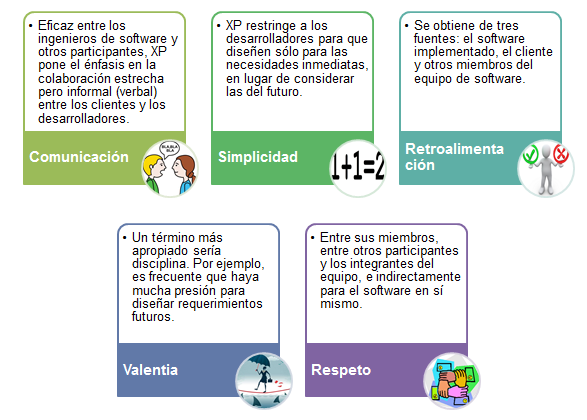 • Eficaz entre los
ingenieros de software y
otros participantes, XP
pone el énfasis en la
colaboración estrecha
pero informal (verbal)
entre los clientes y los
desarrolladores.
Comunicación
BLA,BLA
BLA
• XP restringe a los
desarrolladores para que
diseñen sólo para las
necesidades inmediatas,
en lugar de considerar
las del futuro.
Simplicidad
1+1=2
• Se obtiene de tres
fuentes: el software
implementado, el cliente
y otros miembros del
equipo de software.
Retroalimenta
ción
• Un término más
apropiado sería
disciplina. Por ejemplo,
es frecuente que haya
mucha presión para
diseñar requerimientos
futuros.
Valentia
• Entre sus miembros,
entre otros participantes
y los integrantes del
equipo, e indirectamente
para el software en sí
mismo.
Respeto